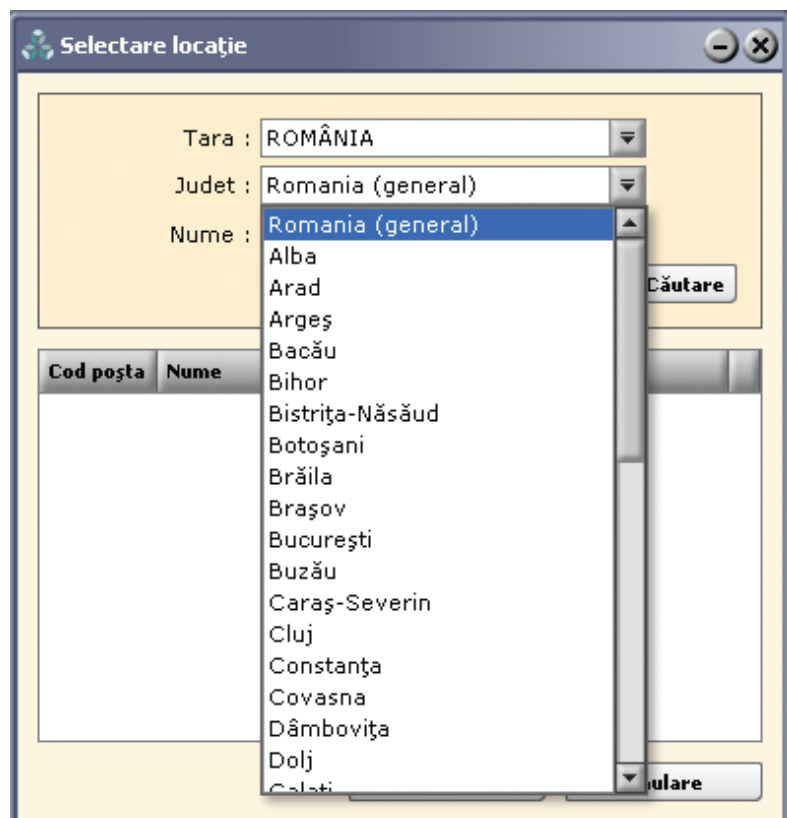 Selectare locaţie
Tara : ROMÂNIA
Judet : Romania (general)
Nume :
Romania (general)
Alba
Arad
Argeş
Bacău
Bihor
Bistriţa-Năsăud
Botoşani
Brăila
Braşov
Bucureşti
Buzău
Caraş-Severin
Cluj
Constanţa
Covasna
Dâmboviţa
Dolj
Căutare
Cod poşta Nume